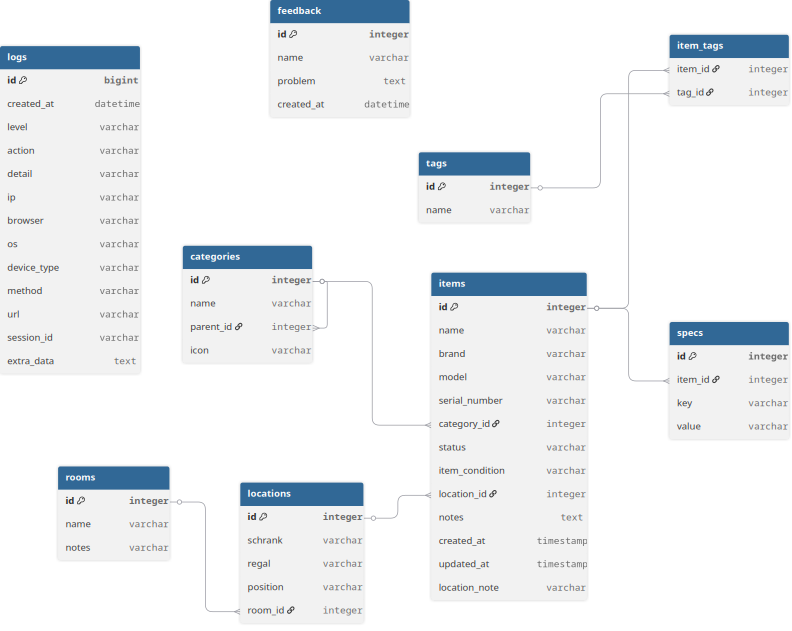 feedback
id integer
name varchar
problem text
created_at datetime
logs
id bigint
created_at datetime
level varchar
action varchar
detail varchar
ip varchar
browser varchar
os varchar
device_type varchar
method varchar
url varchar
session_id varchar
extra_data text
item_tags
item_id integer
tag_id integer
tags
id integer
name varchar
categories
id integer
name varchar
parent_id integer
icon varchar
items
id integer
name varchar
brand varchar
model varchar
serial_number varchar
category_id integer
status varchar
item_condition varchar
location_id integer
notes text
created_at timestamp
updated_at timestamp
location_note varchar
specs
id integer
item_id integer
key varchar
value varchar
rooms
id integer
name varchar
notes varchar
locations
id integer
schrank varchar
regal varchar
position varchar
room_id integer